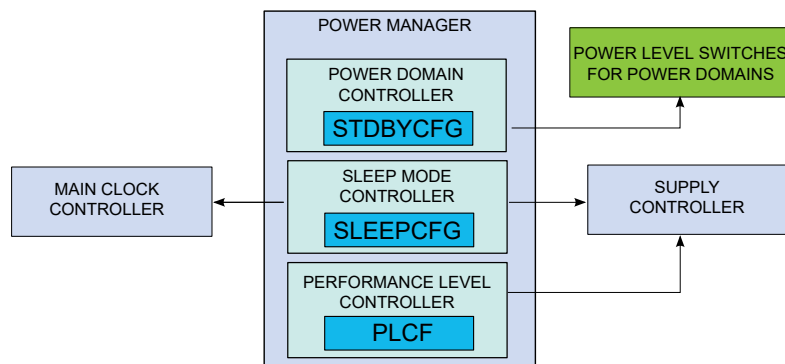 POWER MANAGER
POWER DOMAIN
CONTROLLER
STDBYCFG
POWER LEVEL SWITCHES
FOR POWER DOMAINS
MAIN CLOCK
CONTROLLER
SLEEP MODE
CONTROLLER
SLEEPCFG
SUPPLY
CONTROLLER
PERFORMANCE LEVEL
CONTROLLER
PLCF